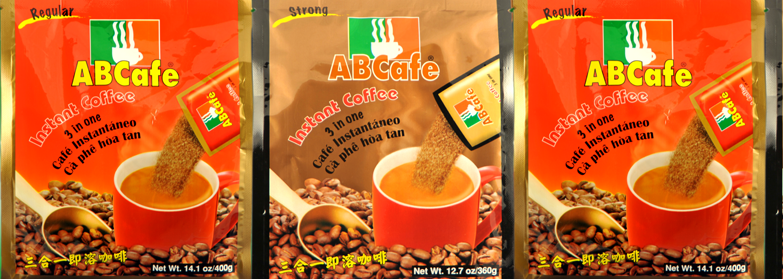 Regular
ABCafe
Instant Coffee
3 in one
Café Instantáneo
Cà phê hòa tan
ABCafé
三合一即溶咖啡
Net Wt. 14.1 oz/400g
Strong
ABCafe
Instant Coffee
3 in one
Café Instantáneo
Cà phê hòa tan
ABCafé
三合一即溶咖啡
Net Wt. 12.7 oz/360g
Regular
ABCafe
Instant Coffee
3 in one
Café Instantáneo
Cà phê hòa tan
ABCafé
三合一即溶咖啡
Net Wt. 14.1 oz/400g